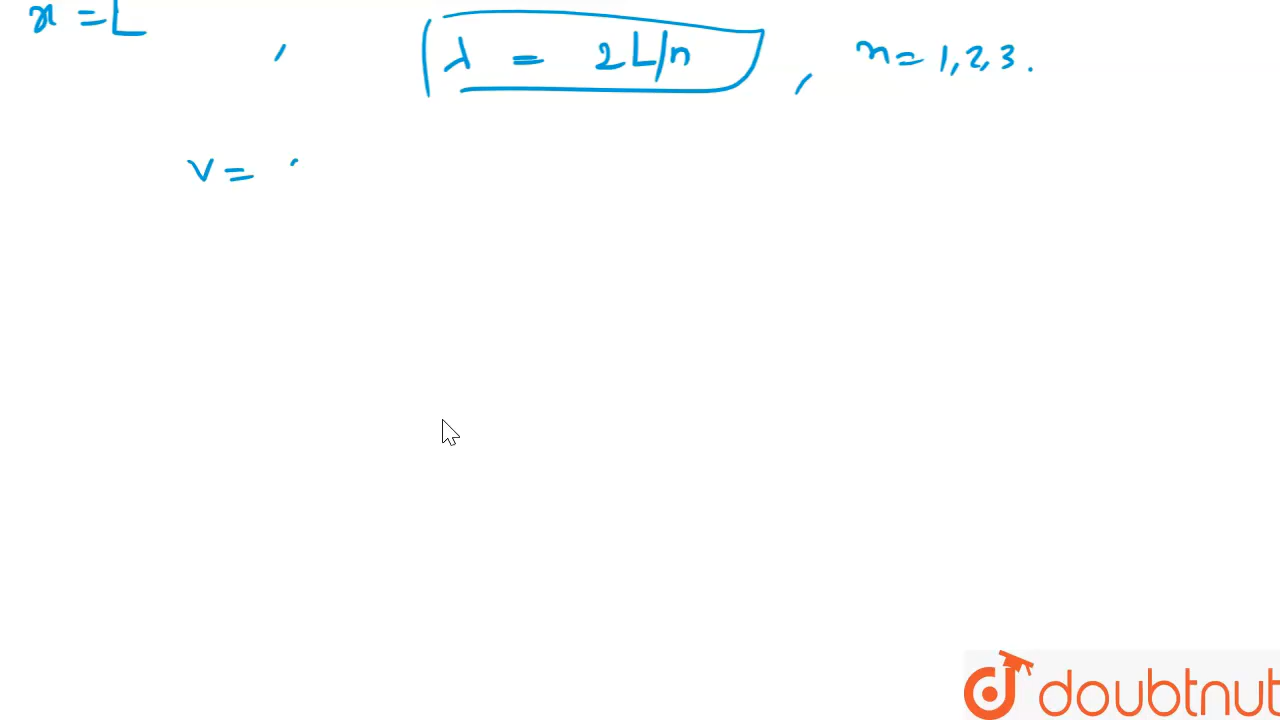 x = L , λ = 2L/n , n = 1, 2, 3 .
v =
doubtnut